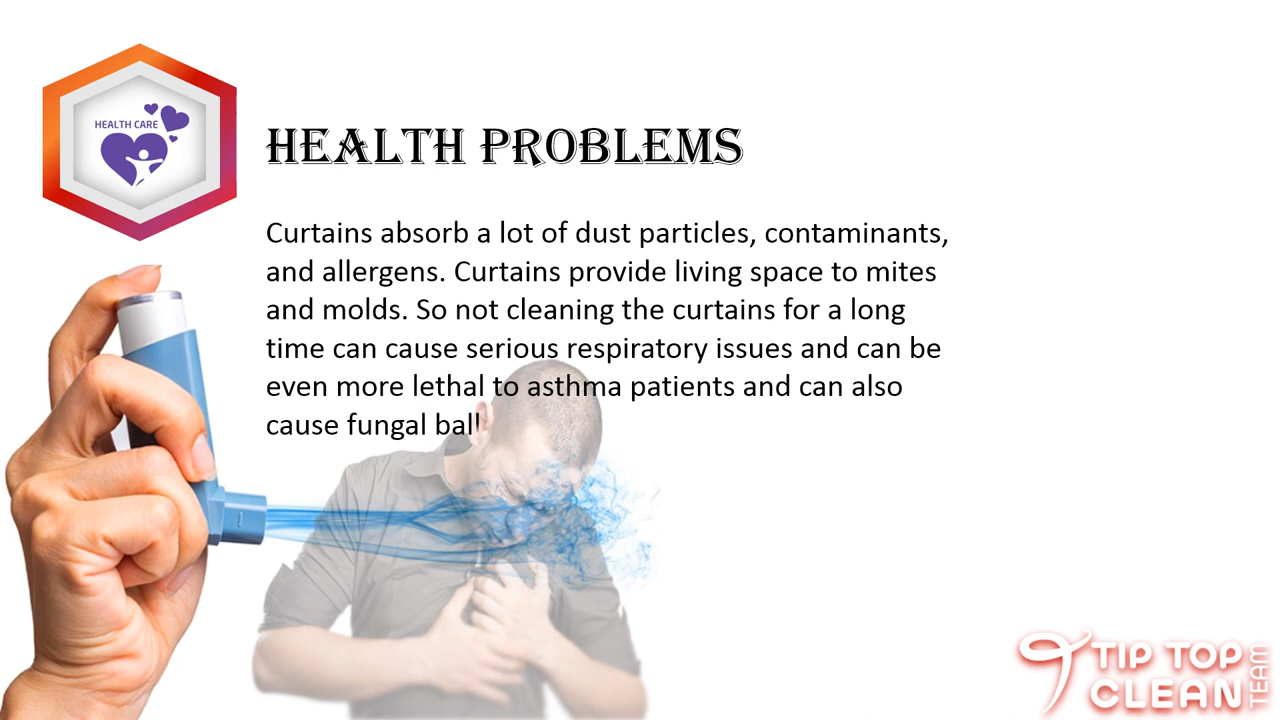 HEALTH CARE
HEALTH PROBLEMS
Curtains absorb a lot of dust particles, contaminants,
and allergens. Curtains provide living space to mites
and molds. So not cleaning the curtains for a long
time can cause serious respiratory issues and can be
even more lethal to asthma patients and can also
cause fungal ball
TIP TOP
CLEAN
TEAM